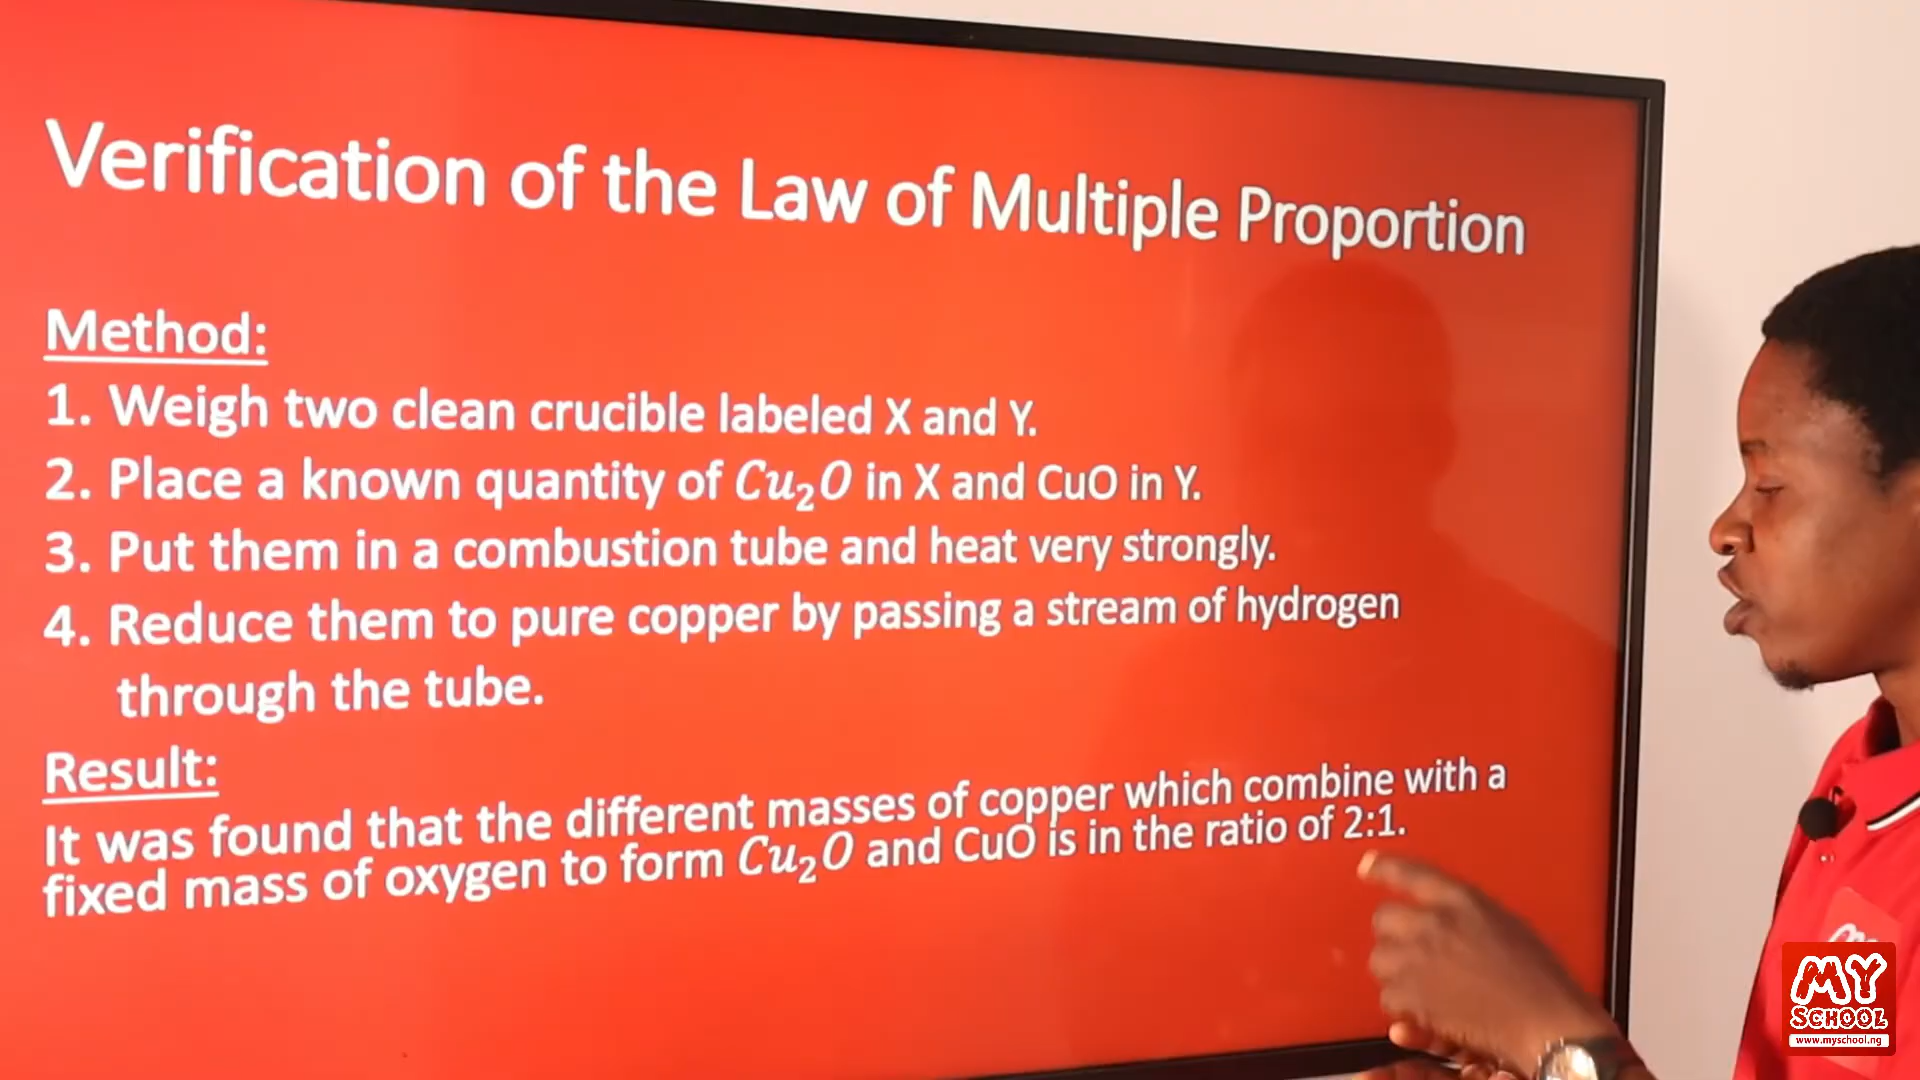 Verification of the Law of Multiple Proportion
Method:
1. Weigh two clean crucible labeled X and Y.
2. Place a known quantity of Cu₂O in X and CuO in Y.
3. Put them in a combustion tube and heat very strongly.
4. Reduce them to pure copper by passing a stream of hydrogen
through the tube.
Result:
It was found that the different masses of copper which combine with a
fixed mass of oxygen to form Cu₂O and CuO is in the ratio of 2:1.
MY
SCHOOL
www.myschool.ng